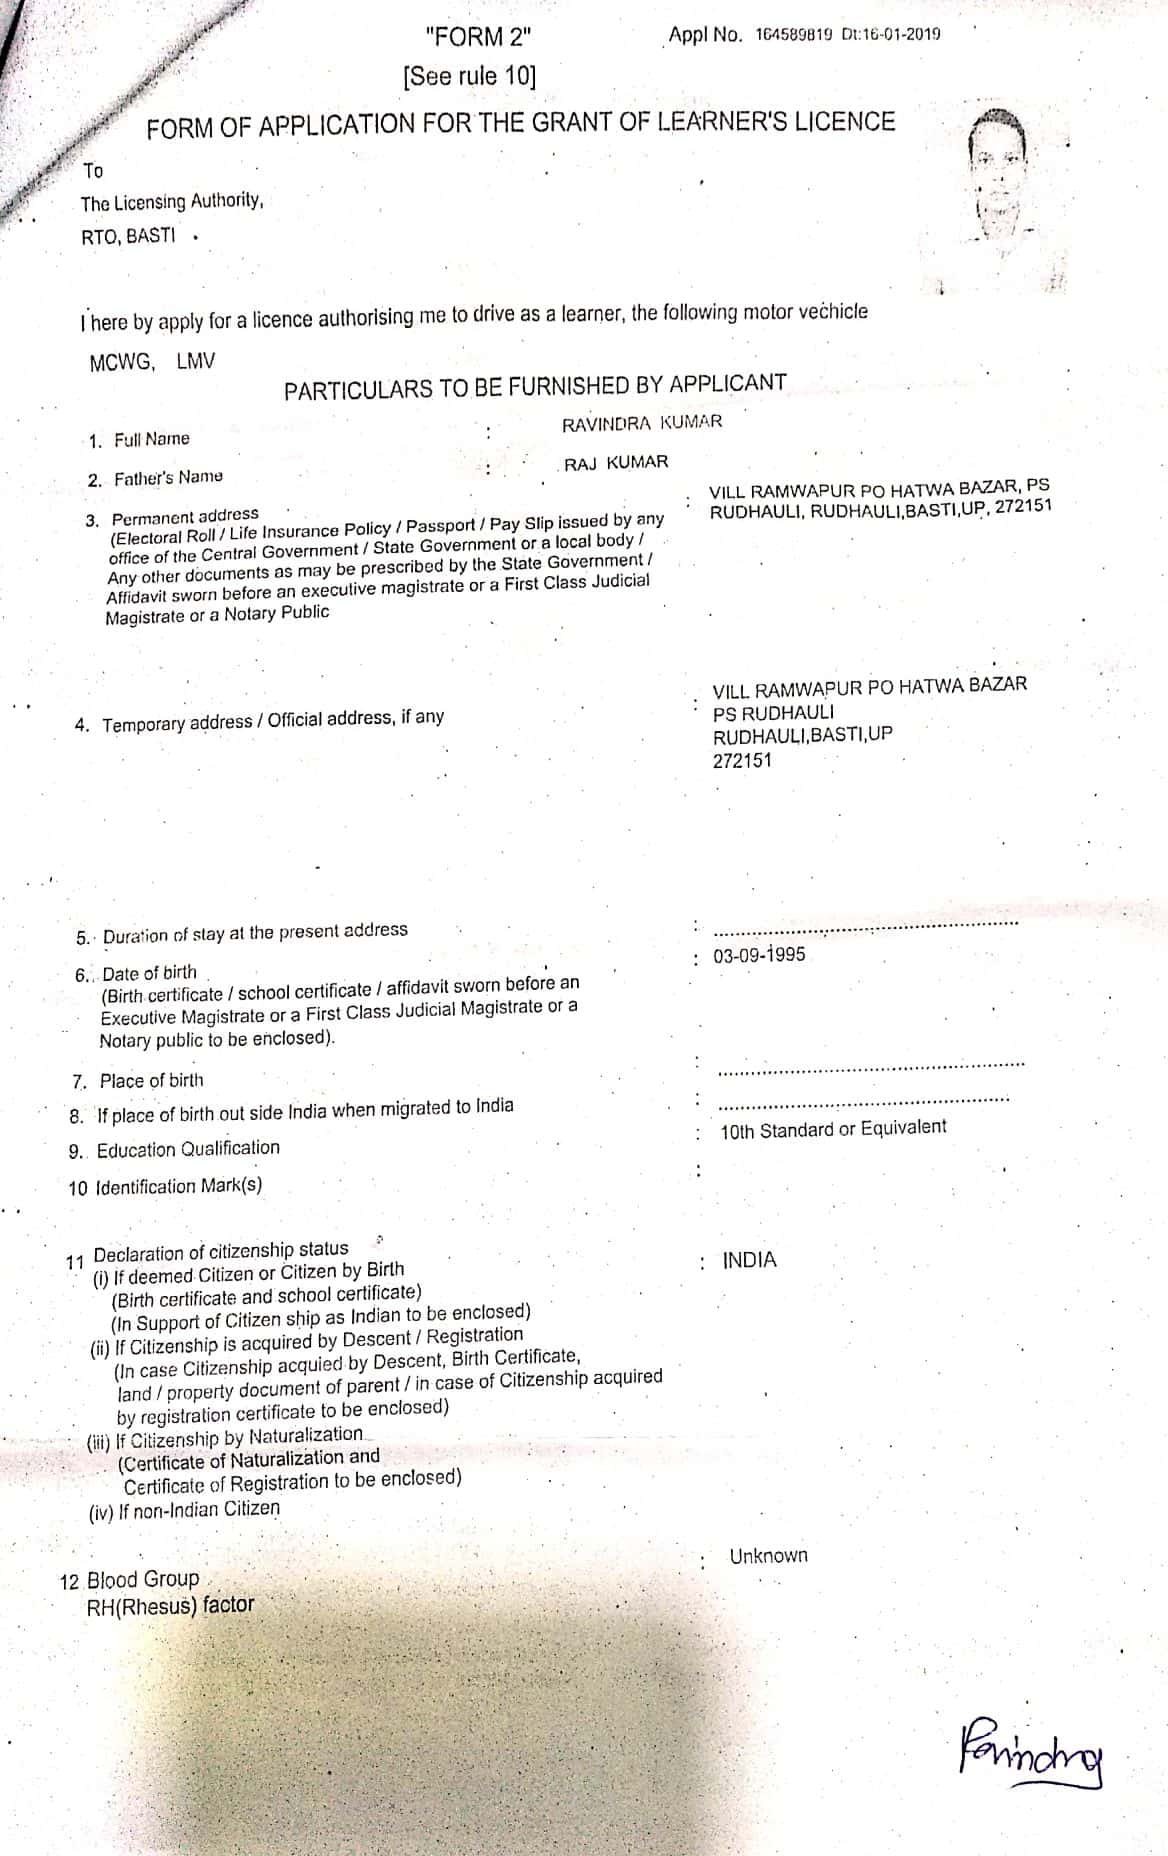 "FORM 2"
Appl No. 164589819 Dt:16-01-2019
[See rule 10]
FORM OF APPLICATION FOR THE GRANT OF LEARNER'S LICENCE
To
The Licensing Authority,
RTO, BASTI
I here by apply for a licence authorising me to drive as a learner, the following motor vechicle
MCWG, LMV
PARTICULARS TO BE FURNISHED BY APPLICANT
1. Full Name : RAVINDRA KUMAR
2. Father's Name : RAJ KUMAR
3. Permanent address : VILL RAMWAPUR PO HATWA BAZAR, PS
RUDHAULI, RUDHAULI,BASTI,UP, 272151
(Electoral Roll / Life Insurance Policy / Passport / Pay Slip issued by any
office of the Central Government / State Government or a local body /
Any other documents as may be prescribed by the State Government /
Affidavit sworn before an executive magistrate or a First Class Judicial
Magistrate or a Notary Public
4. Temporary address / Official address, if any : VILL RAMWAPUR PO HATWA BAZAR
PS RUDHAULI
RUDHAULI,BASTI,UP
272151
5. Duration of stay at the present address : ........................................................
6. Date of birth : 03-09-1995
(Birth certificate / school certificate / affidavit sworn before an
Executive Magistrate or a First Class Judicial Magistrate or a
Notary public to be enclosed).
7. Place of birth : ........................................................
8. If place of birth out side India when migrated to India : ........................................................
9. Education Qualification : 10th Standard or Equivalent
10 Identification Mark(s) :
11 Declaration of citizenship status : INDIA
(i) If deemed Citizen or Citizen by Birth
(Birth certificate and school certificate)
(In Support of Citizen ship as Indian to be enclosed)
(ii) If Citizenship is acquired by Descent / Registration
(In case Citizenship acquied by Descent, Birth Certificate,
land / property document of parent / in case of Citizenship acquired
by registration certificate to be enclosed)
(iii) If Citizenship by Naturalization
(Certificate of Naturalization and
Certificate of Registration to be enclosed)
(iv) If non-Indian Citizen
12 Blood Group : Unknown
RH(Rhesus) factor
Ravindra